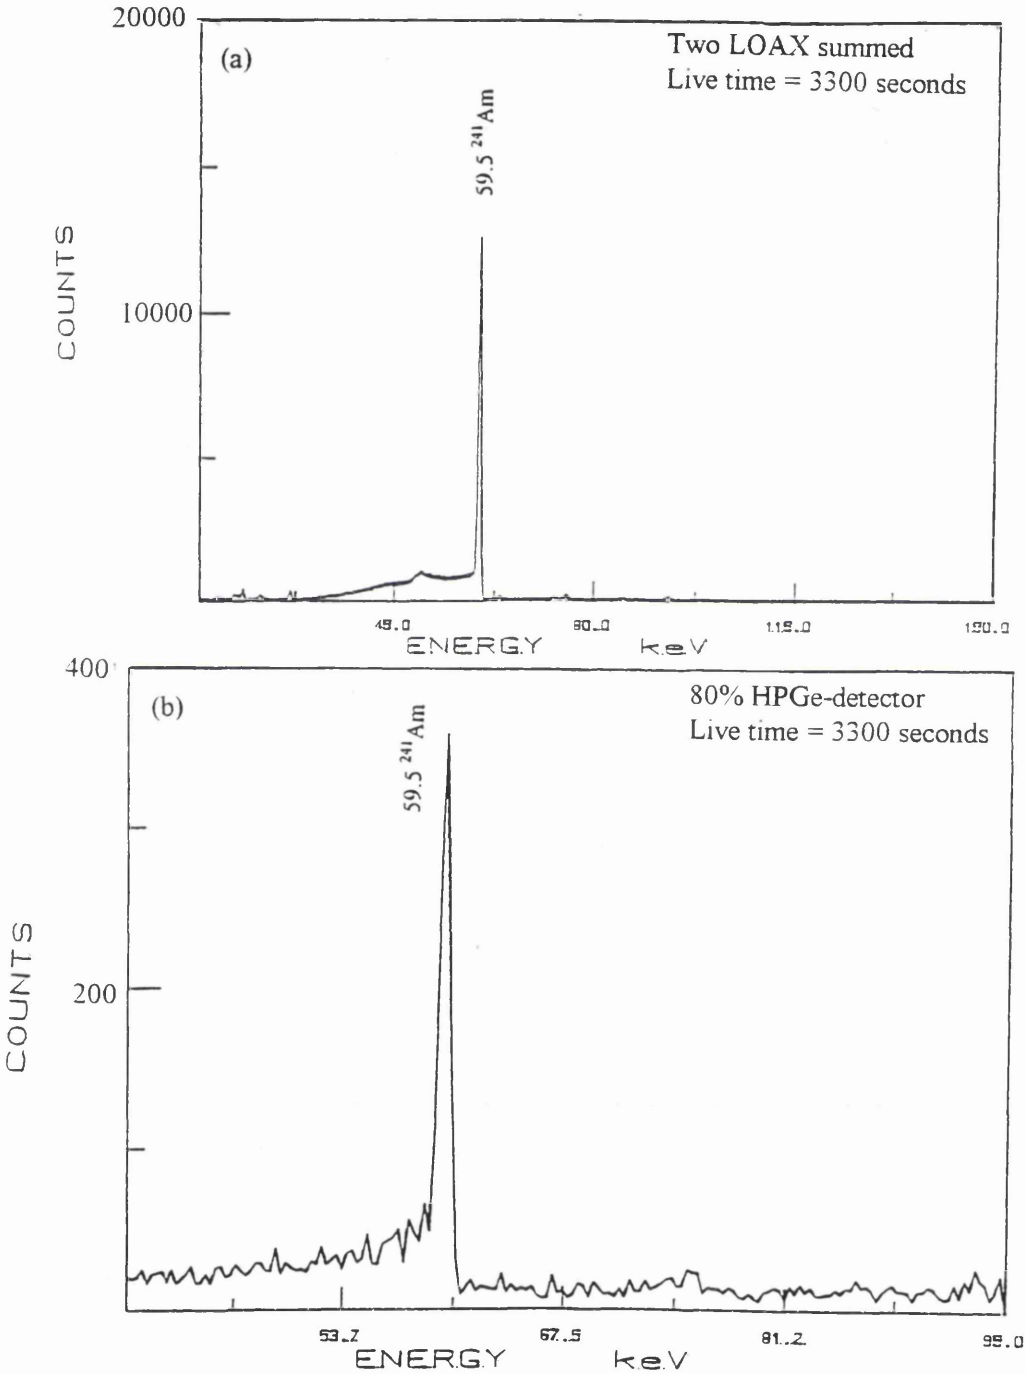 20000
(a)
Two LOAX summed
Live time = 3300 seconds
59.5 ²⁴¹Am
COUNTS
10000
45.0
80.0
115.0
150.0
ENERGY keV
400
(b)
80% HPGe-detector
Live time = 3300 seconds
59.5 ²⁴¹Am
COUNTS
200
53.7
67.5
81.2
95.0
ENERGY keV